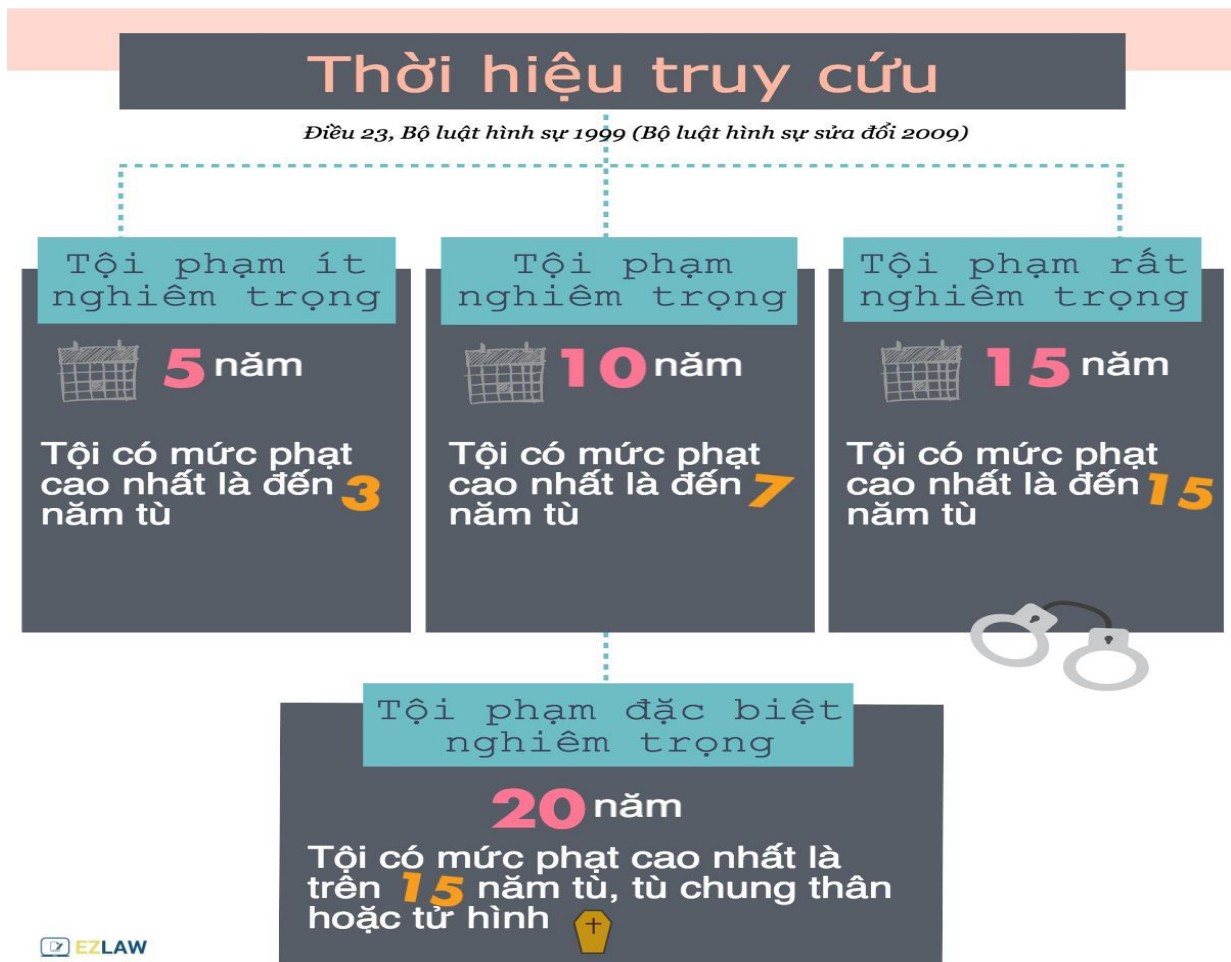 Thời hiệu truy cứu
Điều 23, Bộ luật hình sự 1999 (Bộ luật hình sự sửa đổi 2009)
Tội phạm ít
nghiêm trọng
5 năm
Tội có mức phạt
cao nhất là đến 3
năm tù
Tội phạm
nghiêm trọng
10 năm
Tội có mức phạt
cao nhất là đến 7
năm tù
Tội phạm rất
nghiêm trọng
15 năm
Tội có mức phạt
cao nhất là đến 15
năm tù
Tội phạm đặc biệt
nghiêm trọng
20 năm
Tội có mức phạt cao nhất là
trên 15 năm tù, tù chung thân
hoặc tử hình
EZLAW